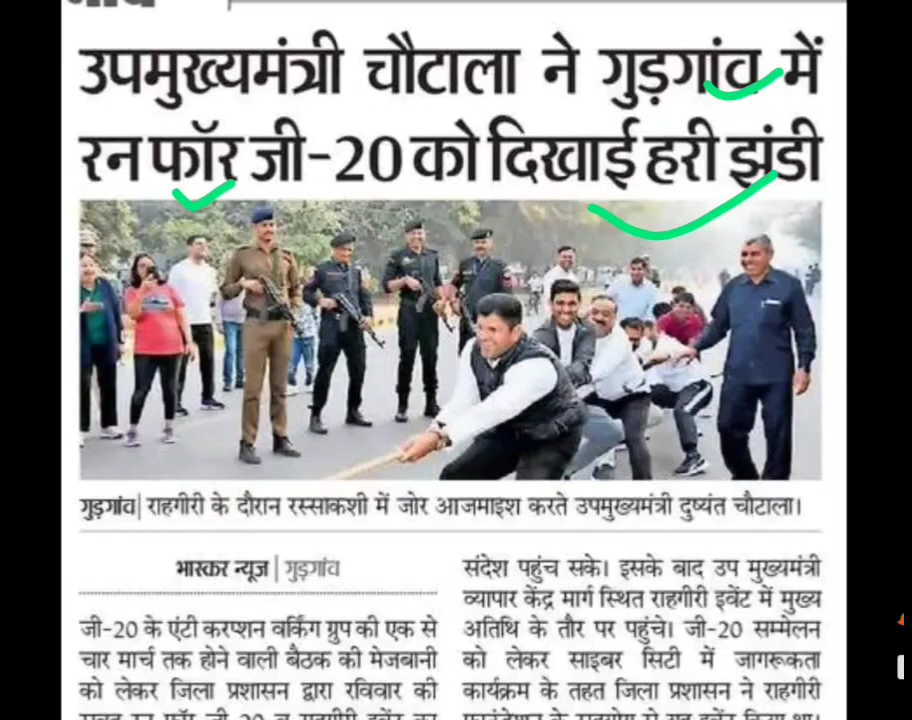 उपमुख्यमंत्री चौटाला ने गुड़गांव में
रन फॉर जी-20 को दिखाई हरी झंडी
गुड़गांव| राहगीरी के दौरान रस्साकशी में जोर आजमाइश करते उपमुख्यमंत्री दुष्यंत चौटाला।
भास्कर न्यूज | गुड़गांव
जी-20 के एंटी करप्शन वर्किंग ग्रुप की एक से
चार मार्च तक होने वाली बैठक की मेजबानी
को लेकर जिला प्रशासन द्वारा रविवार की
संदेश पहुंच सके। इसके बाद उप मुख्यमंत्री
व्यापार केंद्र मार्ग स्थित राहगीरी इवेंट में मुख्य
अतिथि के तौर पर पहुंचे। जी-20 सम्मेलन
को लेकर साइबर सिटी में जागरूकता
कार्यक्रम के तहत जिला प्रशासन ने राहगीरी